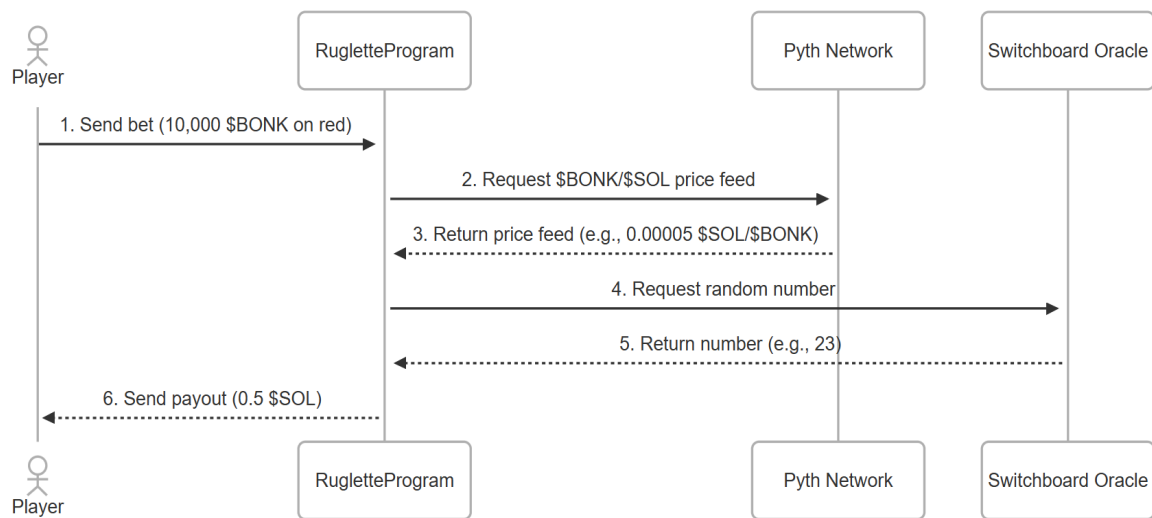 Player
RugletteProgram
Pyth Network
Switchboard Oracle
1. Send bet (10,000 $BONK on red)
2. Request $BONK/$SOL price feed
3. Return price feed (e.g., 0.00005 $SOL/$BONK)
4. Request random number
5. Return number (e.g., 23)
6. Send payout (0.5 $SOL)
Player
RugletteProgram
Pyth Network
Switchboard Oracle